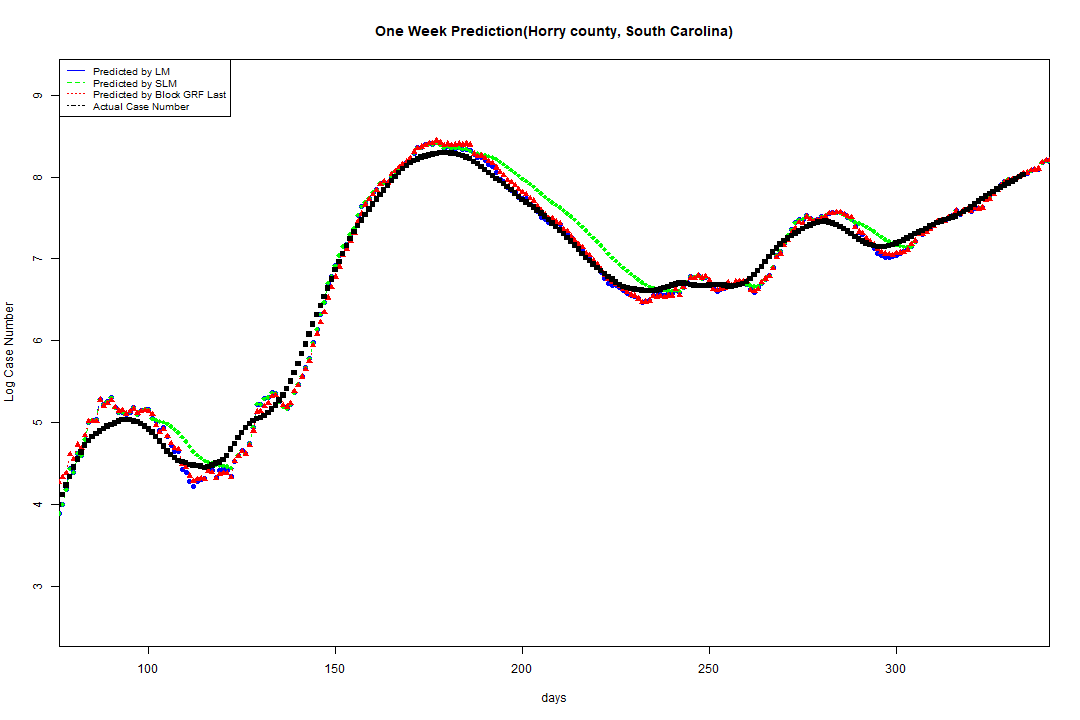 One Week Prediction(Horry county, South Carolina)
Predicted by LM
Predicted by SLM
Predicted by Block GRF Last
Actual Case Number
9
8
7
6
5
4
3
Log Case Number
100
150
200
250
300
days